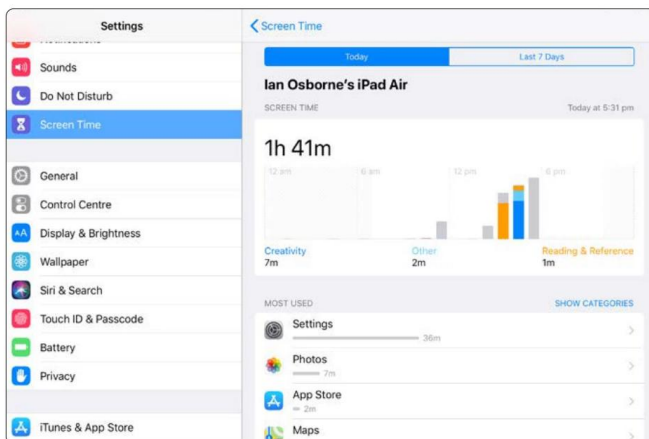 Settings
Screen Time
Notifications
Sounds
Do Not Disturb
Screen Time
General
Control Centre
AA
Display & Brightness
Wallpaper
Siri & Search
Touch ID & Passcode
Battery
Privacy
iTunes & App Store
Today
Last 7 Days
Ian Osborne's iPad Air
SCREEN TIME
Today at 5:31 pm
1h 41m
12 am
6 am
12 pm
6 pm
Creativity
Other
Reading & Reference
7m
2m
1m
MOST USED
SHOW CATEGORIES
Settings
36m
Photos
7m
App Store
2m
Maps